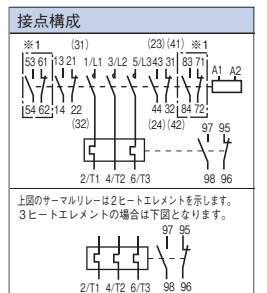 接点構成
※1 (31) (23)(41) ※1
53 61 13 21 1/L1 3/L2 5/L3 43 31 83 71 A1 A2
54 62 14 22 44 32 84 72
(32) (24)(42)
97 95
2/T1 4/T2 6/T3 98 96
上図のサーマルリレーは2ヒートエレメントを示します。
3ヒートエレメントの場合は下図となります。
97 95
2/T1 4/T2 6/T3 98 96